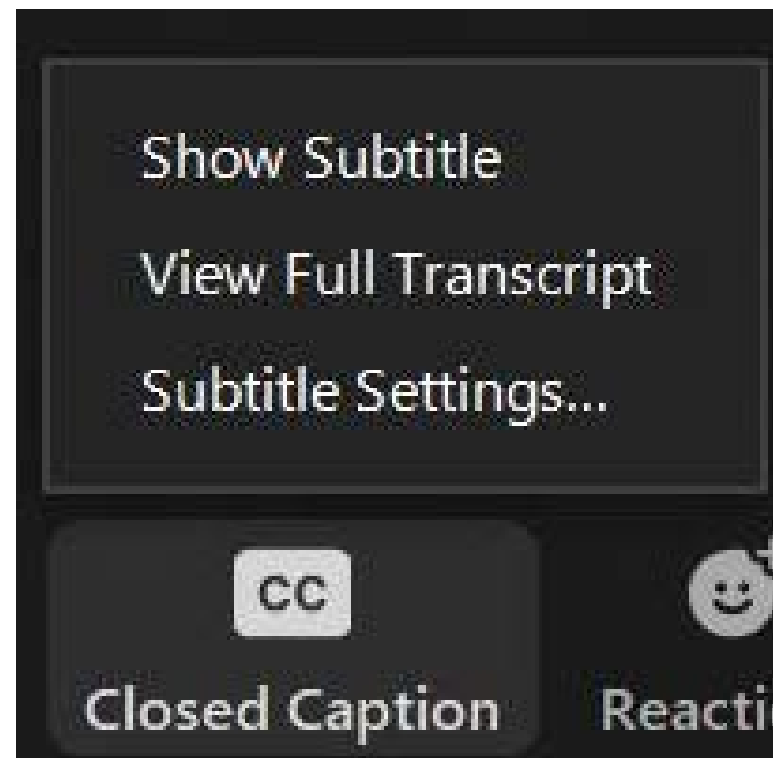 Show Subtitle
View Full Transcript
Subtitle Settings...
CC
Closed Caption